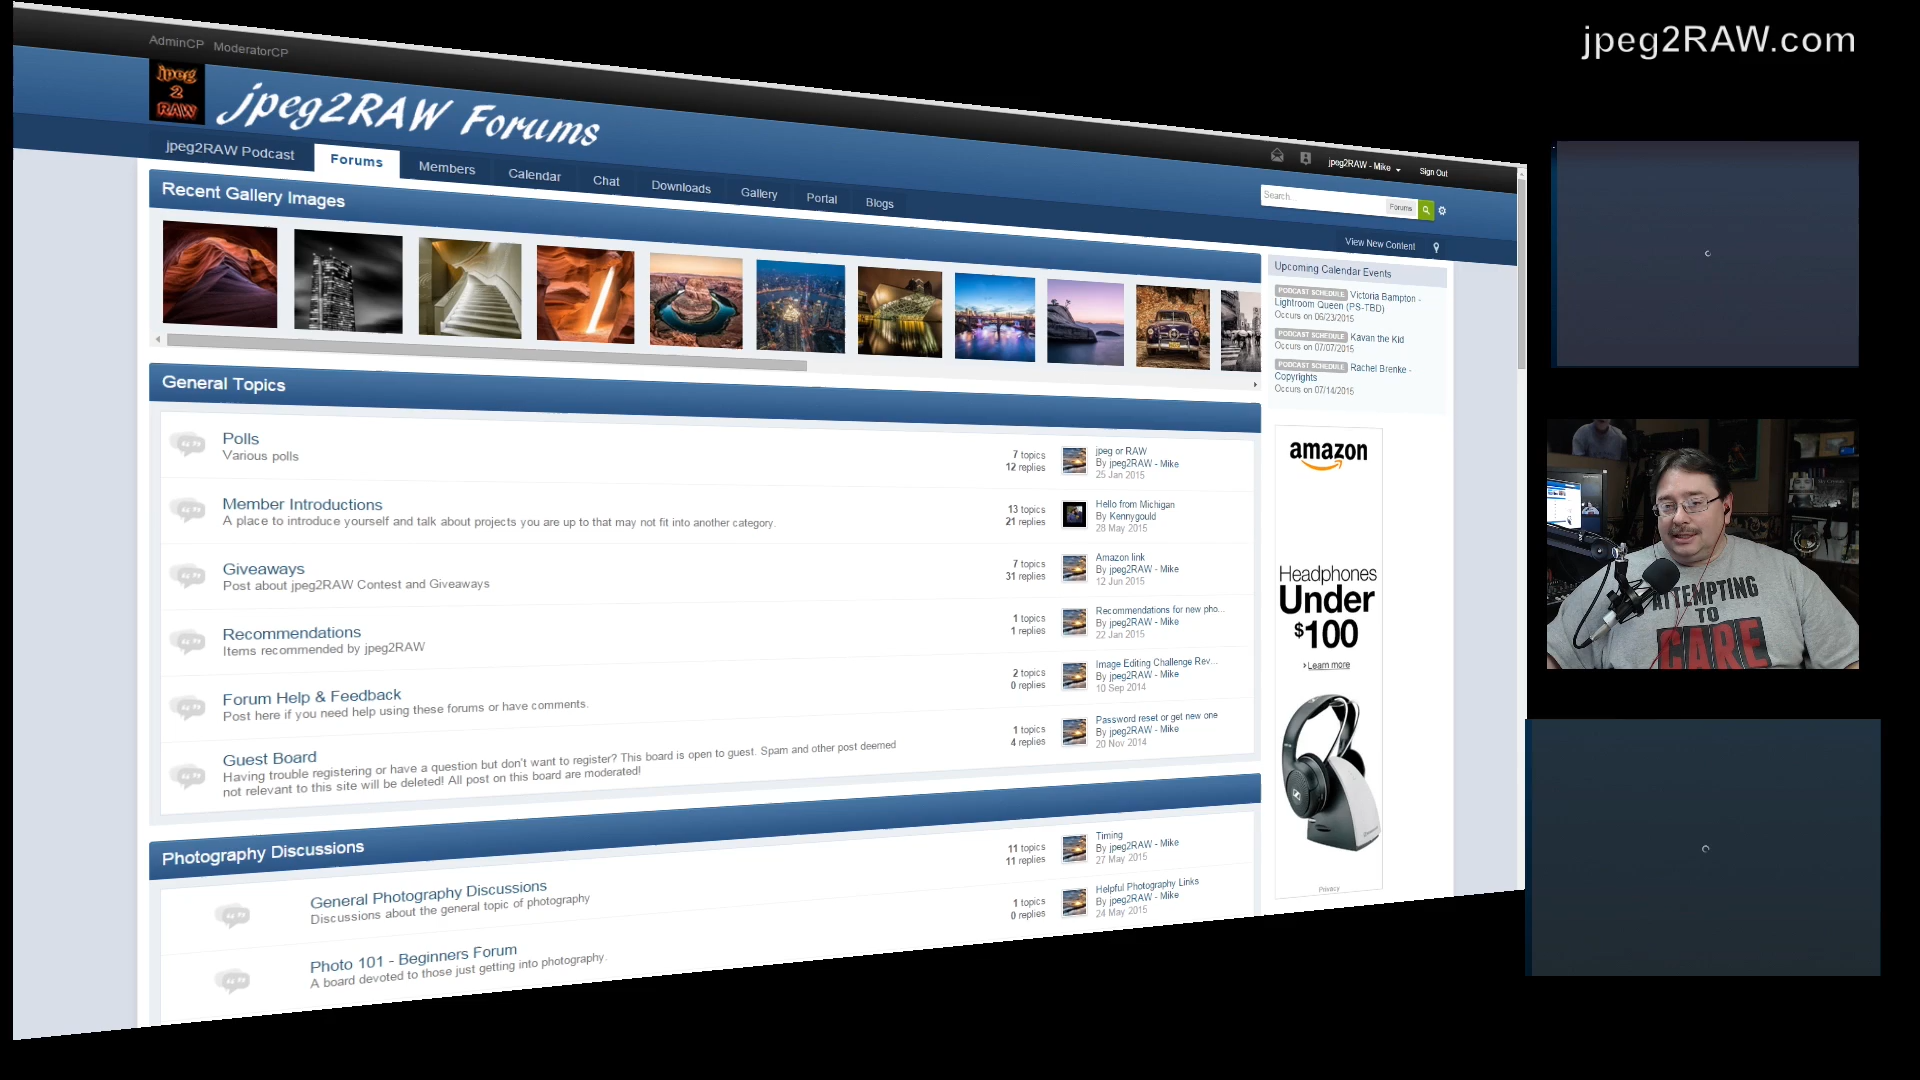 jpeg2RAW.com
AdminCP ModeratorCP
jpeg
2
RAW
jpeg2RAW Forums
jpeg2RAW - Mike
Sign Out
jpeg2RAW Podcast
Forums
Members
Calendar
Chat
Downloads
Gallery
Portal
Blogs
Search...
Forums
View New Content
Recent Gallery Images
Upcoming Calendar Events
PODCAST SCHEDULE Victoria Bampton -
Lightroom Queen (PS-TBD)
Occurs on 06/23/2015
PODCAST SCHEDULE Kavan the Kid
Occurs on 07/07/2015
PODCAST SCHEDULE Rachel Brenke -
Copyrights
Occurs on 07/14/2015
General Topics
Polls
Various polls
7 topics
12 replies
jpeg or RAW
By jpeg2RAW - Mike
25 Jan 2015
Member Introductions
A place to introduce yourself and talk about projects you are up to that may not fit into another category.
13 topics
21 replies
Hello from Michigan
By Kennygould
28 May 2015
Giveaways
Post about jpeg2RAW Contest and Giveaways
7 topics
31 replies
Amazon link
By jpeg2RAW - Mike
12 Jun 2015
Recommendations
Items recommended by jpeg2RAW
1 topics
1 replies
Recommendations for new pho...
By jpeg2RAW - Mike
22 Jan 2015
Forum Help & Feedback
Post here if you need help using these forums or have comments.
2 topics
0 replies
Image Editing Challenge Rev...
By jpeg2RAW - Mike
10 Sep 2014
Guest Board
Having trouble registering or have a question but don't want to register? This board is open to guest. Spam and other post deemed
not relevant to this site will be deleted! All post on this board are moderated!
1 topics
4 replies
Password reset or get new one
By jpeg2RAW - Mike
20 Nov 2014
Photography Discussions
General Photography Discussions
Discussions about the general topic of photography
11 topics
11 replies
Timing
By jpeg2RAW - Mike
27 May 2015
Photo 101 - Beginners Forum
A board devoted to those just getting into photography.
1 topics
0 replies
Helpful Photography Links
By jpeg2RAW - Mike
24 May 2015
amazon
Headphones
Under
$100
Learn more
Privacy
ATTEMPTING
TO
CARE